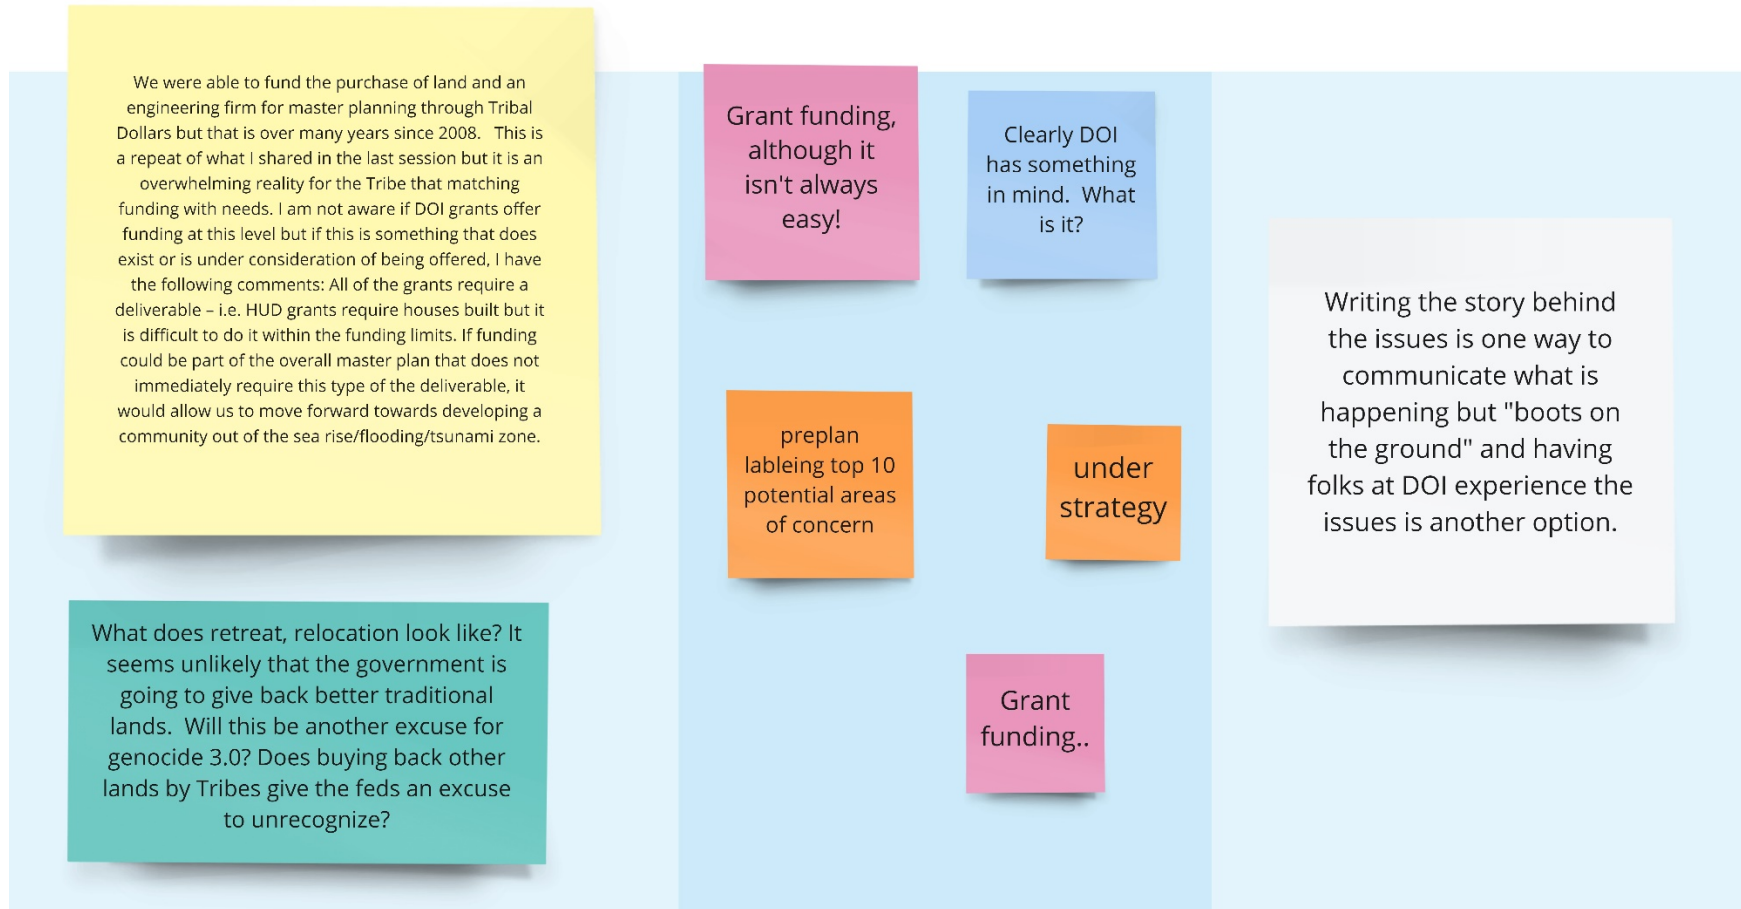 We were able to fund the purchase of land and an
engineering firm for master planning through Tribal
Dollars but that is over many years since 2008.   This is
a repeat of what I shared in the last session but it is an
overwhelming reality for the Tribe that matching
funding with needs. I am not aware if DOI grants offer
funding at this level but if this is something that does
exist or is under consideration of being offered, I have
the following comments: All of the grants require a
deliverable – i.e. HUD grants require houses built but it
is difficult to do it within the funding limits. If funding
could be part of the overall master plan that does not
immediately require this type of the deliverable, it
would allow us to move forward towards developing a
community out of the sea rise/flooding/tsunami zone.
What does retreat, relocation look like? It
seems unlikely that the government is
going to give back better traditional
lands.  Will this be another excuse for
genocide 3.0? Does buying back other
lands by Tribes give the feds an excuse
to unrecognize?
Grant funding,
although it
isn't always
easy!
Clearly DOI
has something
in mind.  What
is it?
preplan
lableing top 10
potential areas
of concern
under
strategy
Grant
funding..
Writing the story behind
the issues is one way to
communicate what is
happening but "boots on
the ground" and having
folks at DOI experience the
issues is another option.